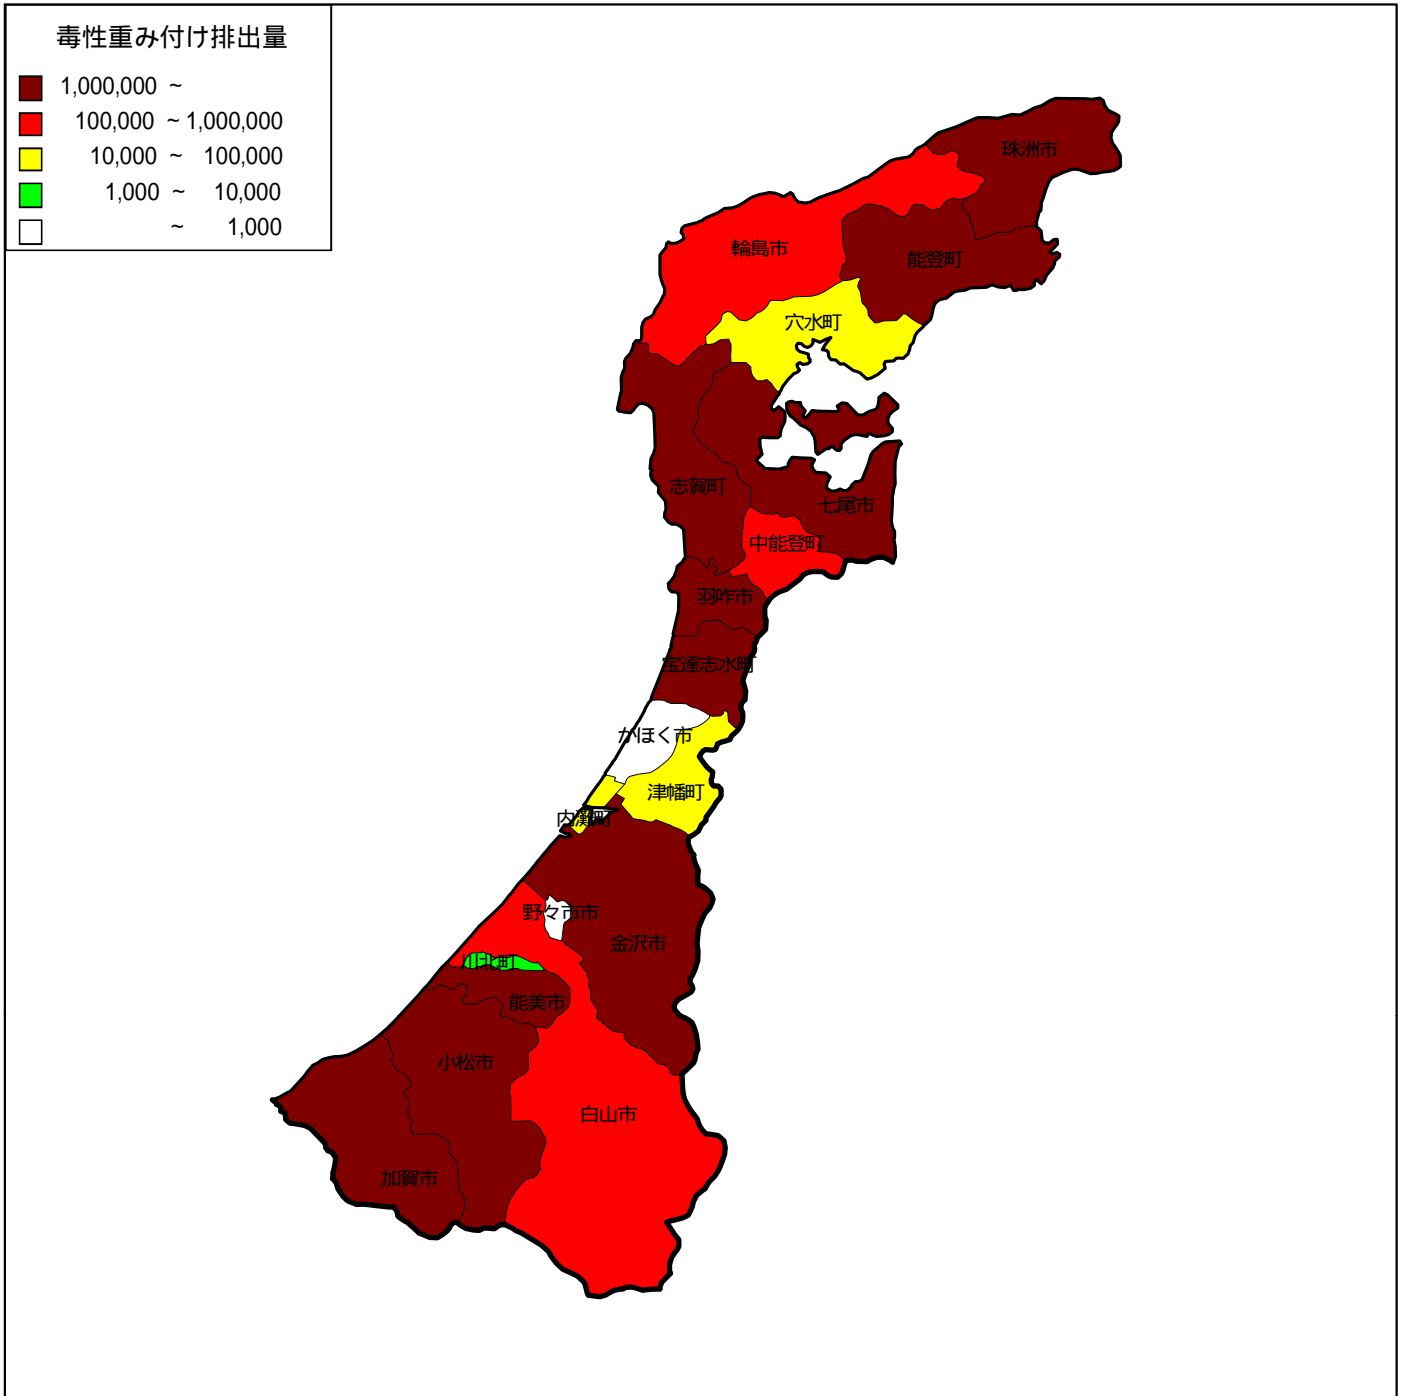 毒性重み付け排出量
1,000,000 ~
100,000 ~ 1,000,000
10,000 ~ 100,000
1,000 ~ 10,000
~ 1,000
珠洲市
輪島市
能登町
穴水町
志賀町
七尾市
中能登町
羽咋市
宝達志水町
かほく市
津幡町
内灘町
野々市市
金沢市
川北町
能美市
小松市
白山市
加賀市